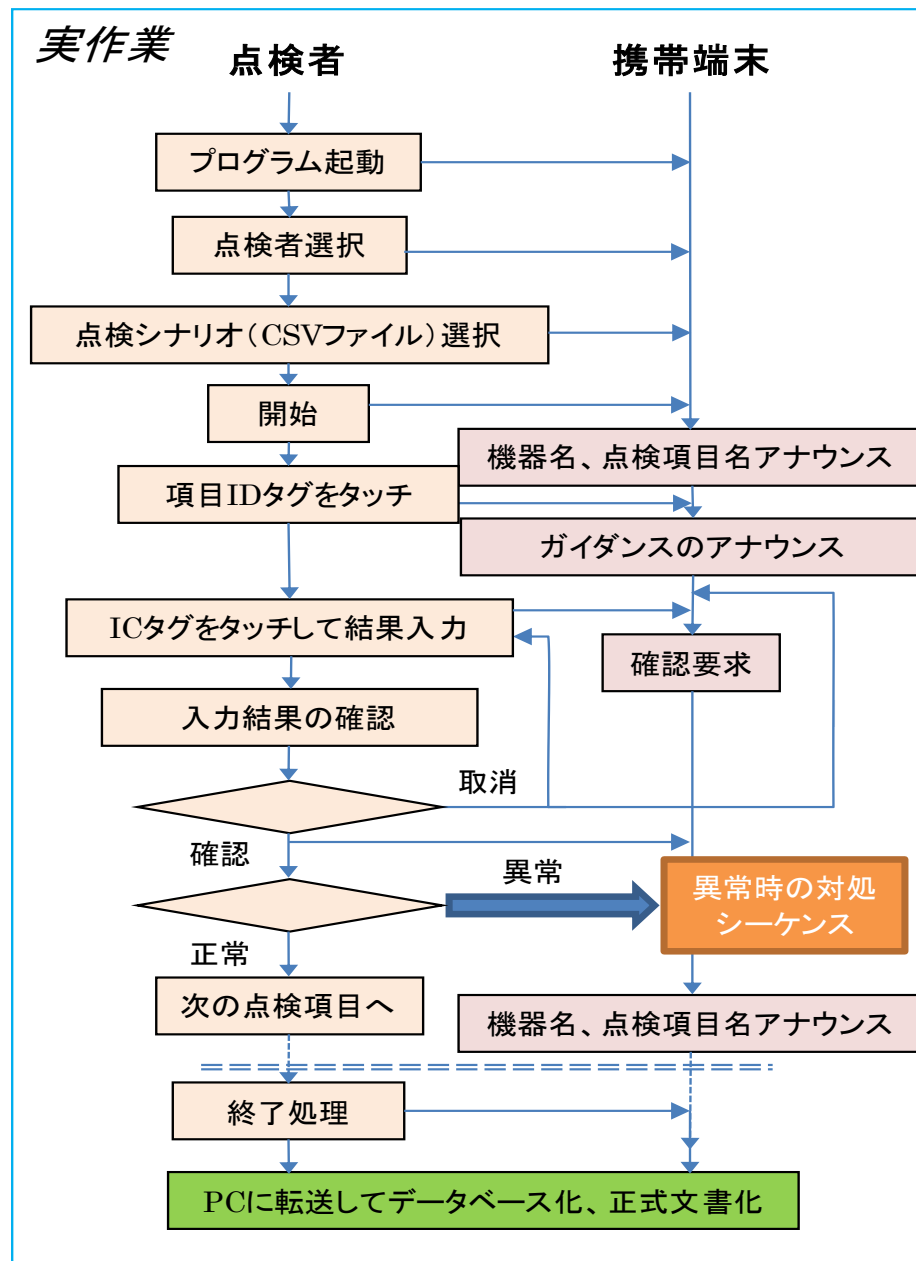 実作業
点検者
携帯端末
プログラム起動
点検者選択
点検シナリオ（CSVファイル）選択
開始
機器名、点検項目名アナウンス
項目IDタグをタッチ
ガイダンスのアナウンス
ICタグをタッチして結果入力
確認要求
入力結果の確認
取消
確認
異常
異常時の対処
シーケンス
正常
次の点検項目へ
機器名、点検項目名アナウンス
終了処理
PCに転送してデータベース化、正式文書化